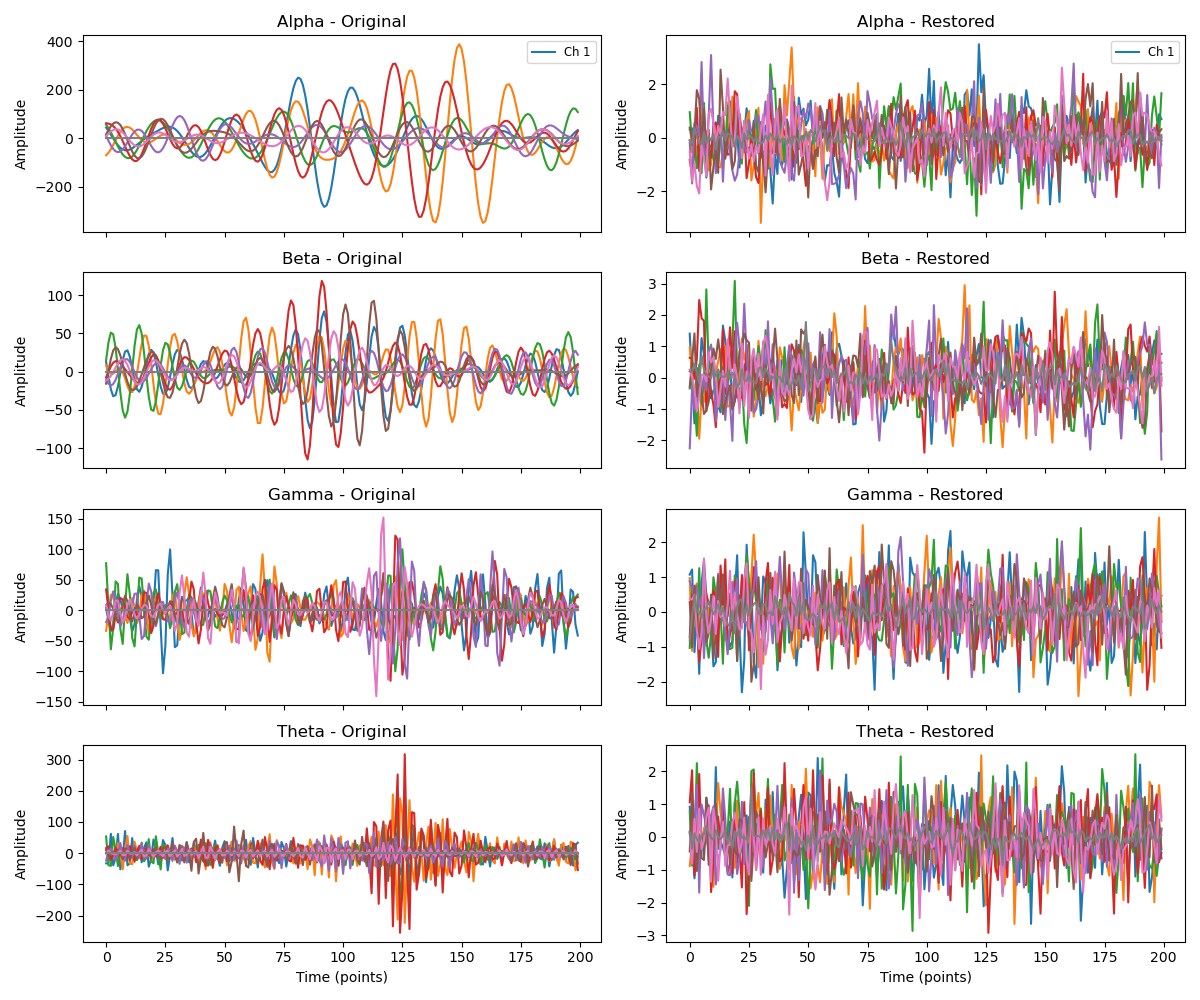 Alpha - Original
Alpha - Restored
Amplitude
400
200
0
−200
Ch 1
Amplitude
2
0
−2
Ch 1
Beta - Original
Beta - Restored
Amplitude
100
50
0
−50
−100
Amplitude
3
2
1
0
−1
−2
Gamma - Original
Gamma - Restored
Amplitude
150
100
50
0
−50
−100
−150
Amplitude
2
1
0
−1
−2
Theta - Original
Theta - Restored
Amplitude
300
200
100
0
−100
−200
Amplitude
2
1
0
−1
−2
−3
0 25 50 75 100 125 150 175 200
0 25 50 75 100 125 150 175 200
Time (points)
Time (points)